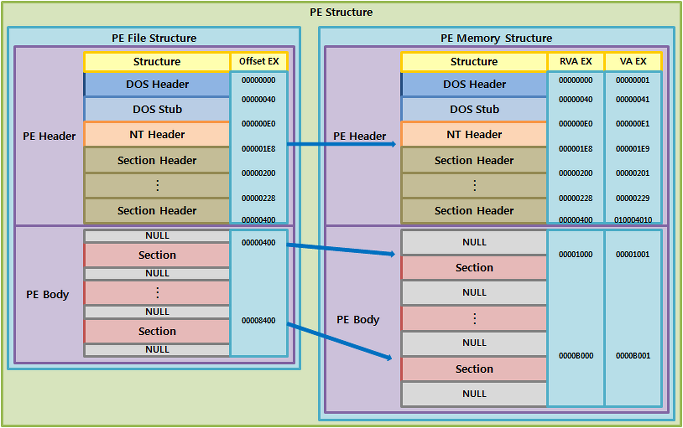 PE Structure
PE File Structure
Structure Offset EX
PE Header
DOS Header 00000000
00000040
DOS Stub
000000E0
NT Header
000001E8
Section Header
00000200
⋮
00000228
Section Header
00000400
PE Body
NULL
00000400
Section
NULL
⋮
NULL
00008400
Section
NULL
PE Memory Structure
Structure RVA EX VA EX
PE Header
DOS Header 00000000 00000001
00000040 00000041
DOS Stub
000000E0 000000E1
NT Header
000001E8 000001E9
Section Header
00000200 00000201
⋮
00000228 00000229
Section Header
00000400 010004010
PE Body
NULL
00001000 00001001
Section
NULL
⋮
NULL
0000B000 0000B001
Section
NULL